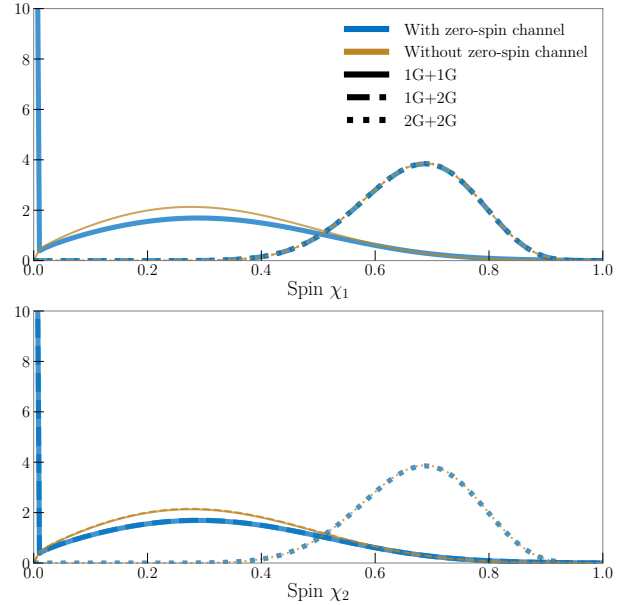 10
8
6
4
2
0
With zero-spin channel
Without zero-spin channel
1G+1G
1G+2G
2G+2G
0.0 0.2 0.4 0.6 0.8 1.0
Spin χ1
10
8
6
4
2
0
0.0 0.2 0.4 0.6 0.8 1.0
Spin χ2